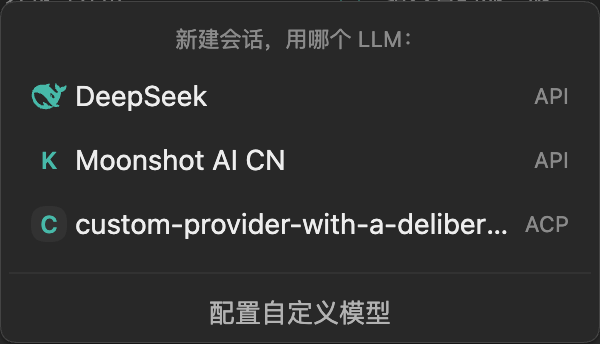 新建会话，用哪个 LLM：
DeepSeek API
K Moonshot AI CN API
C custom-provider-with-a-deliber... ACP
配置自定义模型